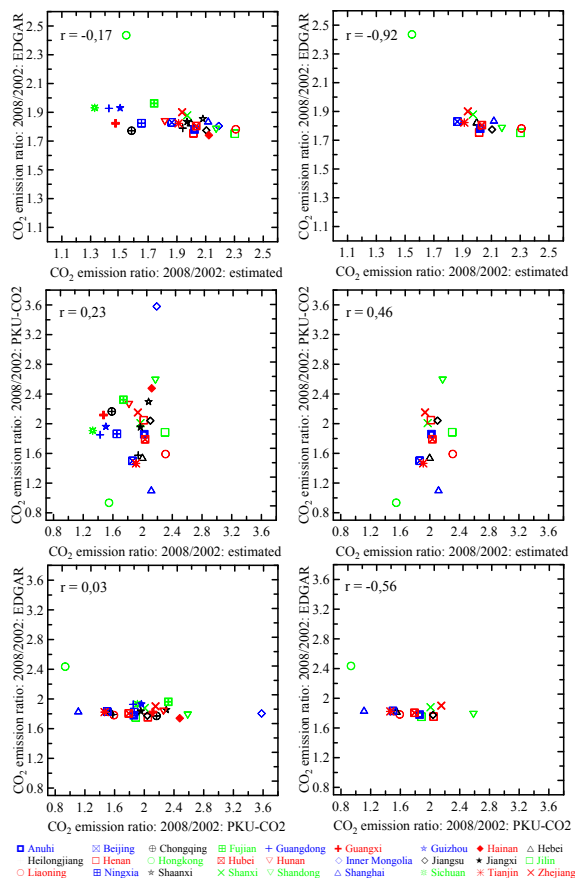 r = -0,17
r = -0,92
CO2 emission ratio: 2008/2002: EDGAR
2.5
2.3
2.1
1.9
1.7
1.5
1.3
1.1
1.1 1.3 1.5 1.7 1.9 2.1 2.3 2.5
CO2 emission ratio: 2008/2002: estimated
CO2 emission ratio: 2008/2002: EDGAR
2.5
2.3
2.1
1.9
1.7
1.5
1.3
1.1
1.1 1.3 1.5 1.7 1.9 2.1 2.3 2.5
CO2 emission ratio: 2008/2002: estimated
r = 0,23
r = 0,46
CO2 emission ratio: 2008/2002: PKU-CO2
3.6
3.2
2.8
2.4
2
1.6
1.2
0.8
0.8 1.2 1.6 2 2.4 2.8 3.2 3.6
CO2 emission ratio: 2008/2002: estimated
CO2 emission ratio: 2008/2002: PKU-CO2
3.6
3.2
2.8
2.4
2
1.6
1.2
0.8
0.8 1.2 1.6 2 2.4 2.8 3.2 3.6
CO2 emission ratio: 2008/2002: estimated
r = 0,03
r = -0,56
CO2 emission ratio: 2008/2002: EDGAR
3.6
3.2
2.8
2.4
2
1.6
1.2
0.8
0.8 1.2 1.6 2 2.4 2.8 3.2 3.6
CO2 emission ratio: 2008/2002: PKU-CO2
CO2 emission ratio: 2008/2002: EDGAR
3.6
3.2
2.8
2.4
2
1.6
1.2
0.8
0.8 1.2 1.6 2 2.4 2.8 3.2 3.6
CO2 emission ratio: 2008/2002: PKU-CO2
Anuhi Beijing Chongqing Fujian Guangdong Guangxi Guizhou Hainan Hebei
Heilongjiang Henan Hongkong Hubei Hunan Inner Mongolia Jiangsu Jiangxi Jilin
Liaoning Ningxia Shaanxi Shanxi Shandong Shanghai Sichuan Tianjin Zhejiang